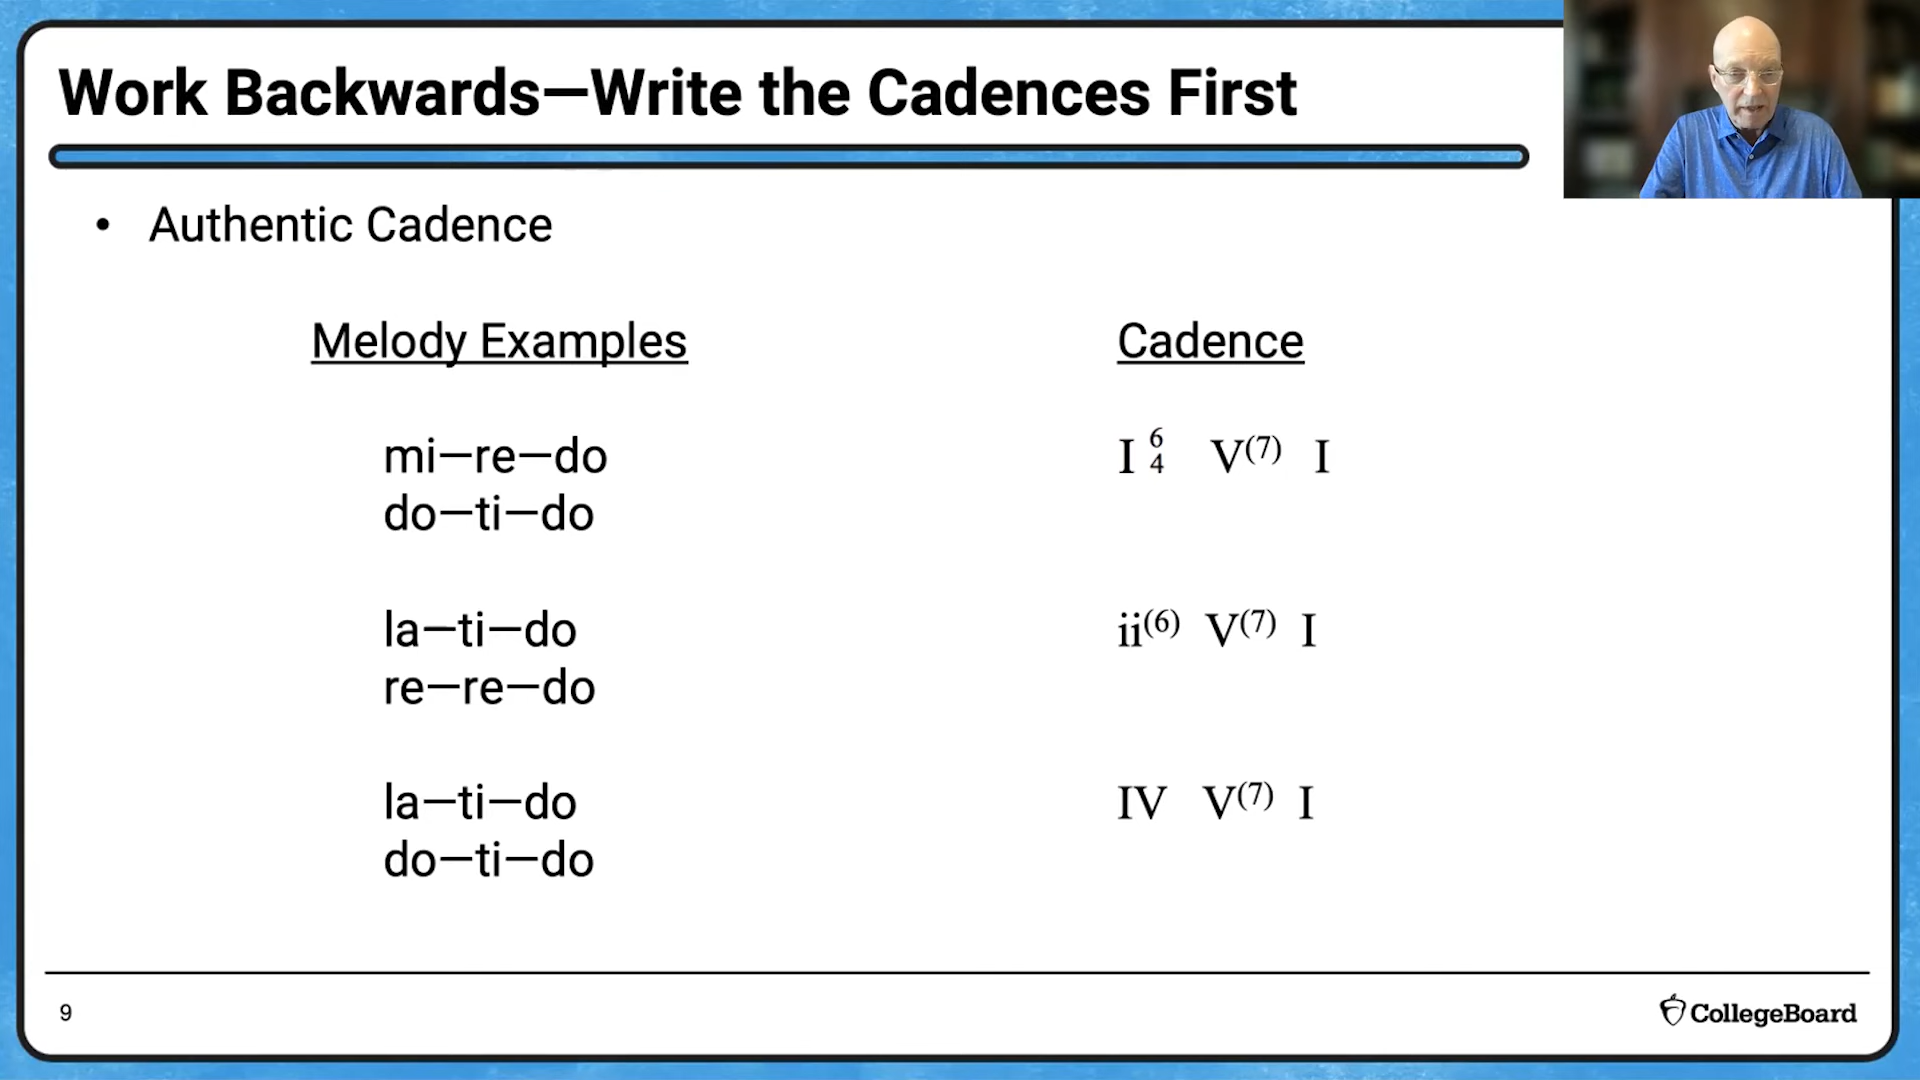 Work Backwards—Write the Cadences First
• Authentic Cadence
Melody Examples
Cadence
mi—re—do
I 6/4 V(7) I
do—ti—do
la—ti—do
ii(6) V(7) I
re—re—do
la—ti—do
IV V(7) I
do—ti—do
9
CollegeBoard